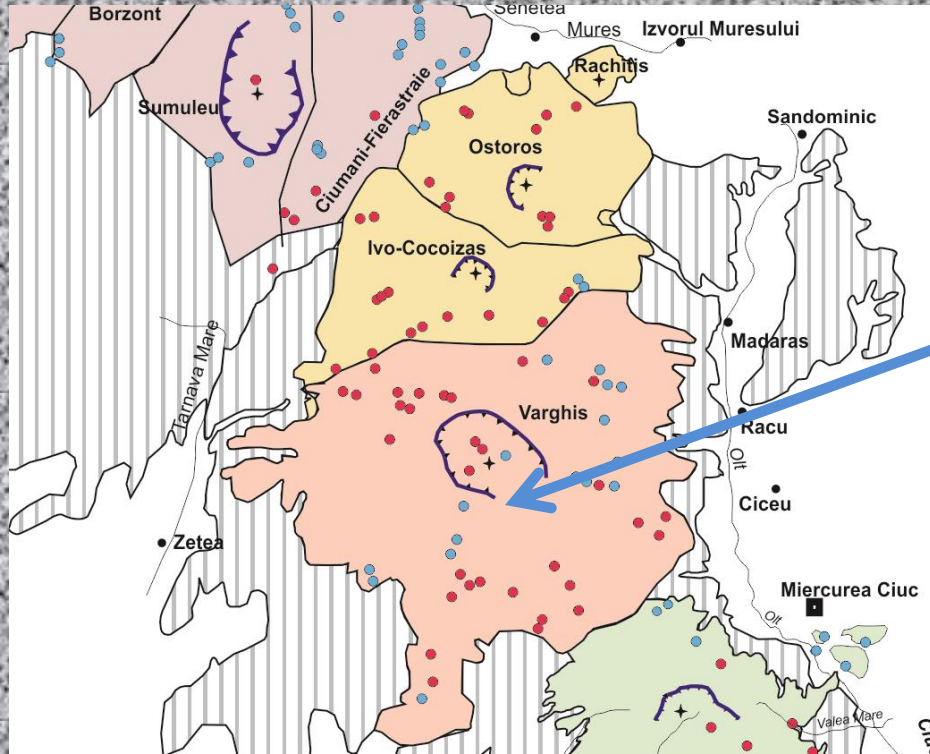 Borzont
Senetea
Mures
Izvorul Muresului
Rachitis
Sumuleu
Ciumani-Fierastraie
Sandominic
Ostoros
Ivo-Cocoizas
Tarnava Mare
Madaras
Varghis
Racu
Olt
Ciceu
Zetea
Miercurea Ciuc
Olt
Valea Mare